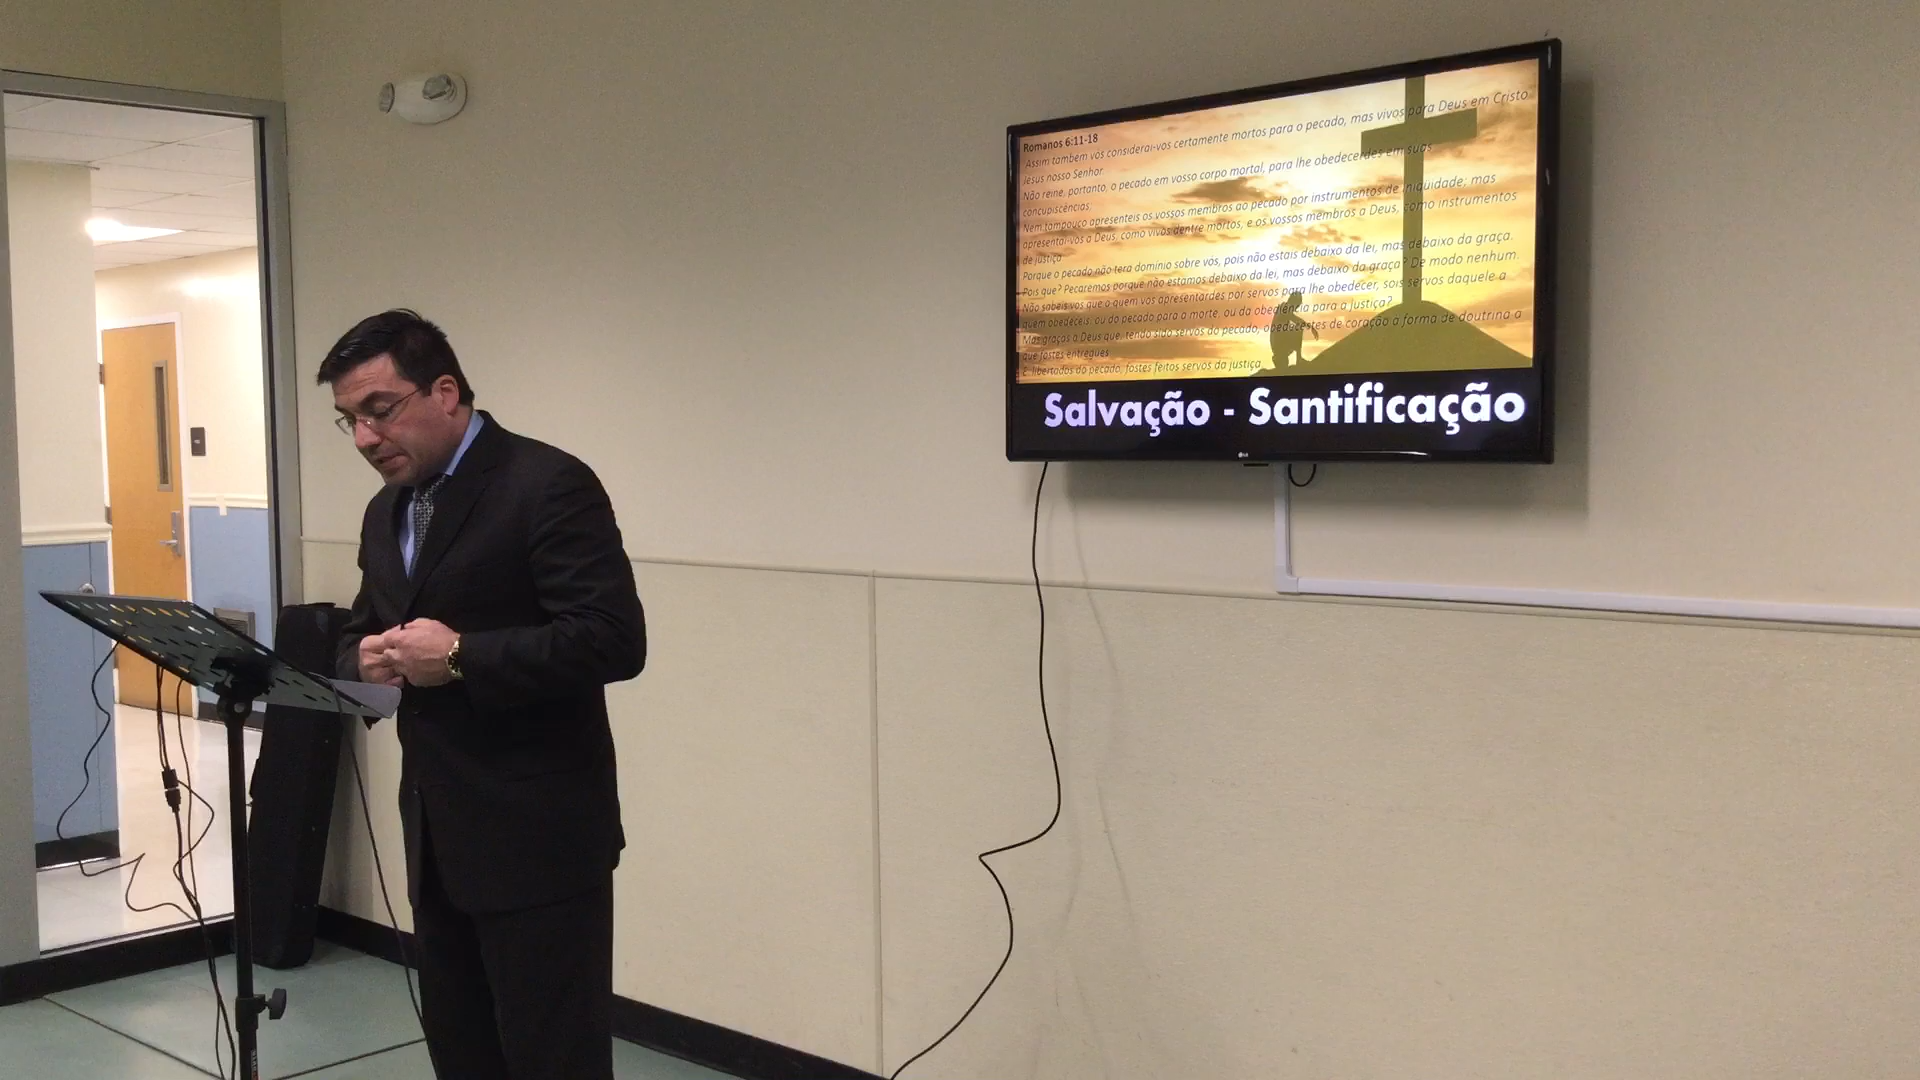 Romanos 6:11-18
Assim também vós considerai-vos certamente mortos para o pecado, mas vivos para Deus em Cristo
Jesus nosso Senhor.
Não reine, portanto, o pecado em vosso corpo mortal, para lhe obedecerdes em suas
concupiscências;
Nem tampouco apresenteis os vossos membros ao pecado por instrumentos de iniquidade; mas
apresentai-vos a Deus, como vivos dentre mortos, e os vossos membros a Deus, como instrumentos
de justiça.
Porque o pecado não terá domínio sobre vós, pois não estais debaixo da lei, mas debaixo da graça.
Pois que? Pecaremos porque não estamos debaixo da lei, mas debaixo da graça? De modo nenhum.
Não sabeis vós que a quem vos apresentardes por servos para lhe obedecer, sois servos daquele a
quem obedeceis, ou do pecado para a morte, ou da obediência para a justiça?
Mas graças a Deus que, tendo sido servos do pecado, obedecestes de coração à forma de doutrina a
que fostes entregues.
E, libertados do pecado, fostes feitos servos da justiça.
Salvação - Santificação
LG